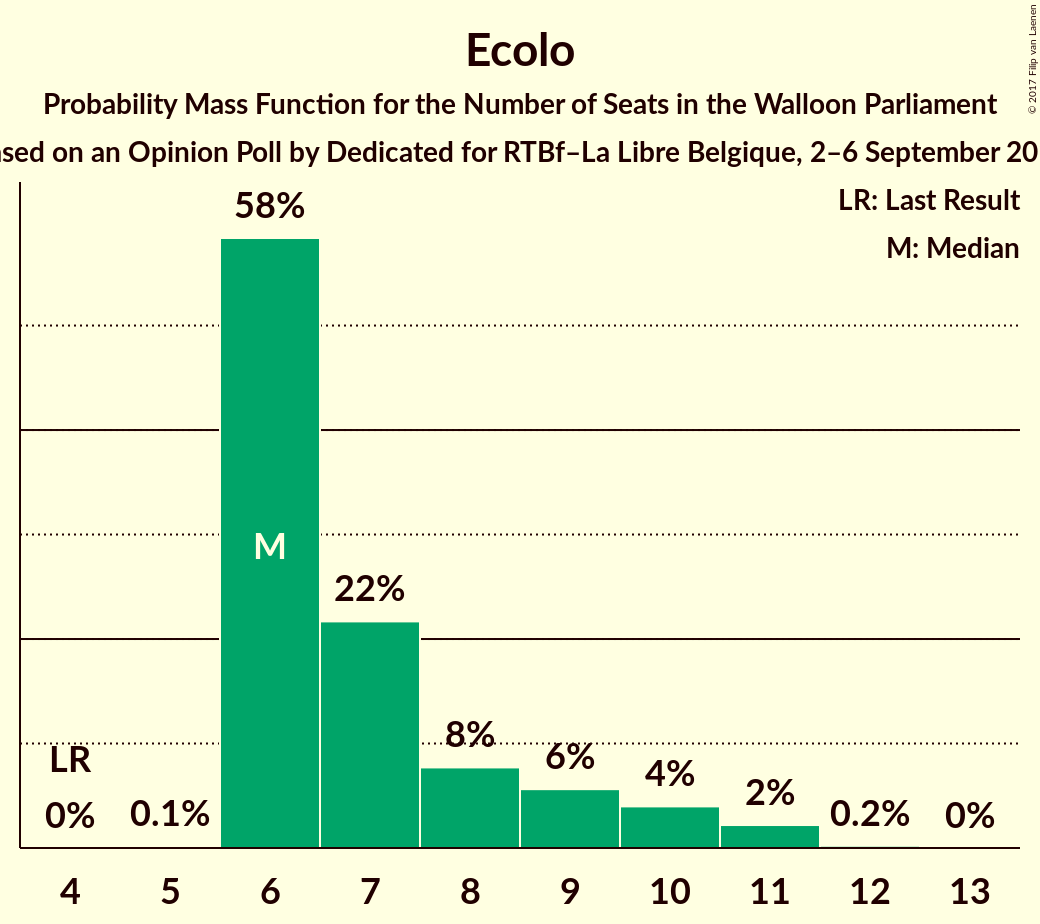 Ecolo
Probability Mass Function for the Number of Seats in the Walloon Parliament
on an Opinion Poll by Dedicated for RTBf–La Libre Belgique, 2–6 September
LR: Last Result
M: Median
58%
M
22%
8%
6%
4%
2%
0.2%
0%
LR
0%
0.1%
4 5 6 7 8 9 10 11 12 13
© 2017 Filip van Laenen